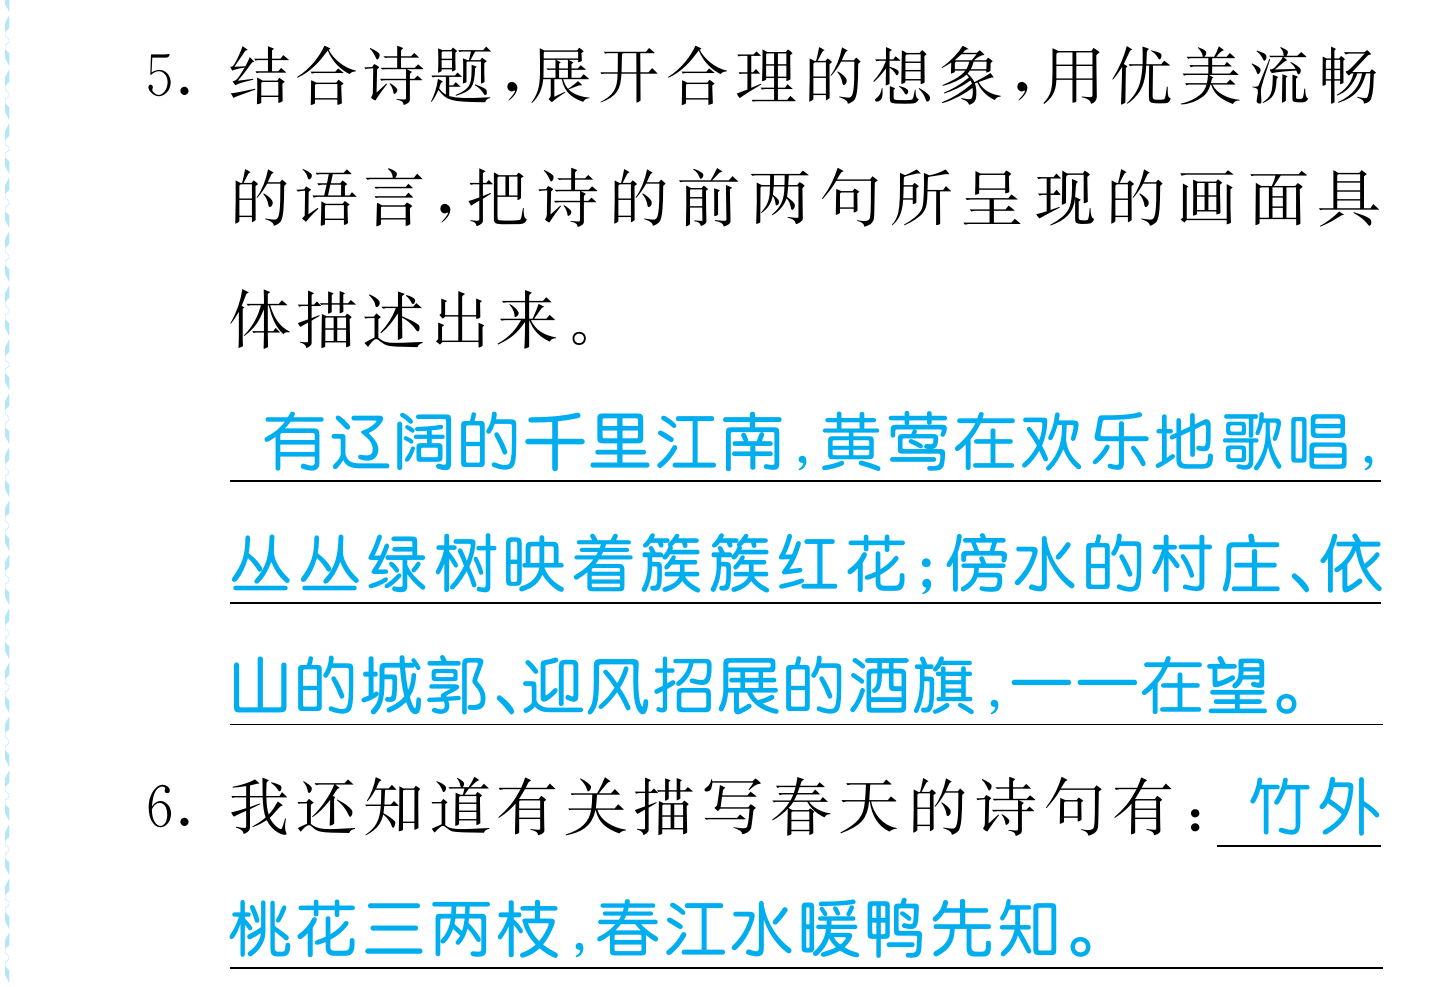 5. 结合诗题,展开合理的想象,用优美流畅
的语言,把诗的前两句所呈现的画面具
体描述出来。
有辽阔的千里江南,黄莺在欢乐地歌唱,
丛丛绿树映着簇簇红花;傍水的村庄、依
山的城郭、迎风招展的酒旗,一一在望。
6. 我还知道有关描写春天的诗句有:竹外
桃花三两枝,春江水暖鸭先知。